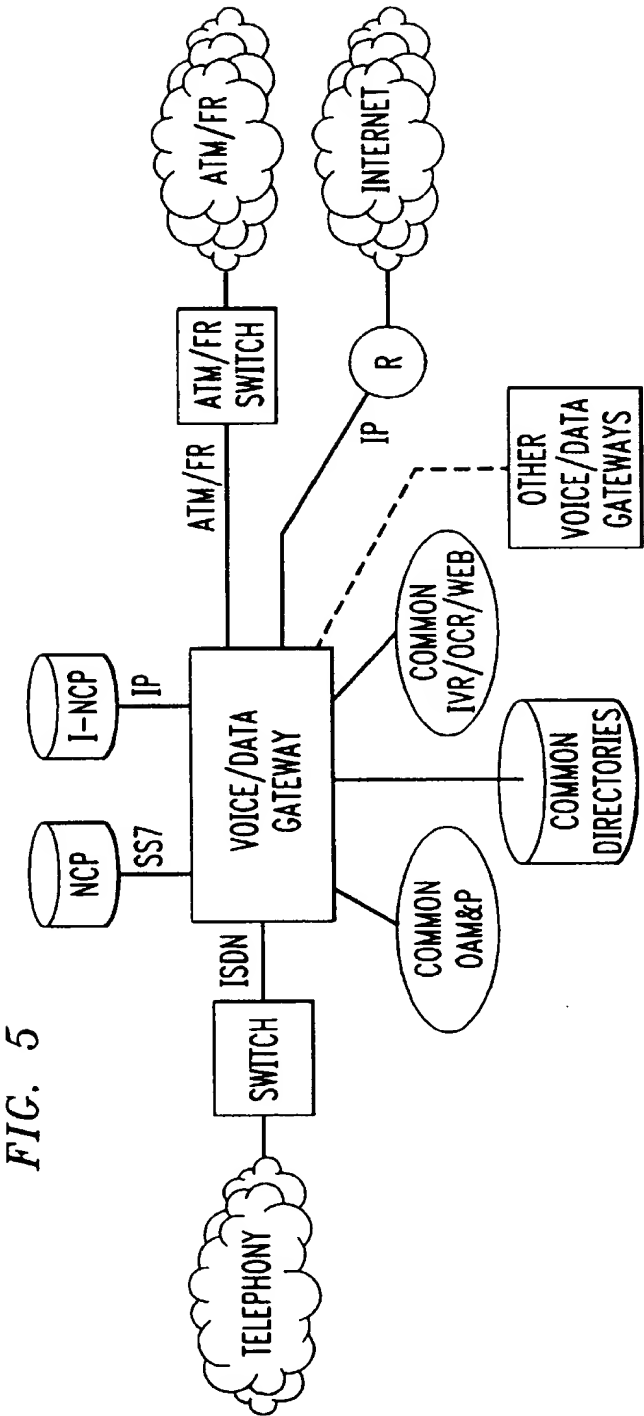 FIG. 5
TELEPHONY
SWITCH
ISDN
NCP
SS7
I-NCP
IP
VOICE/DATA
GATEWAY
ATM/FR
ATM/FR
SWITCH
ATM/FR
IP
R
INTERNET
COMMON
OAM&P
COMMON
DIRECTORIES
COMMON
IVR/OCR/WEB
OTHER
VOICE/DATA
GATEWAYS